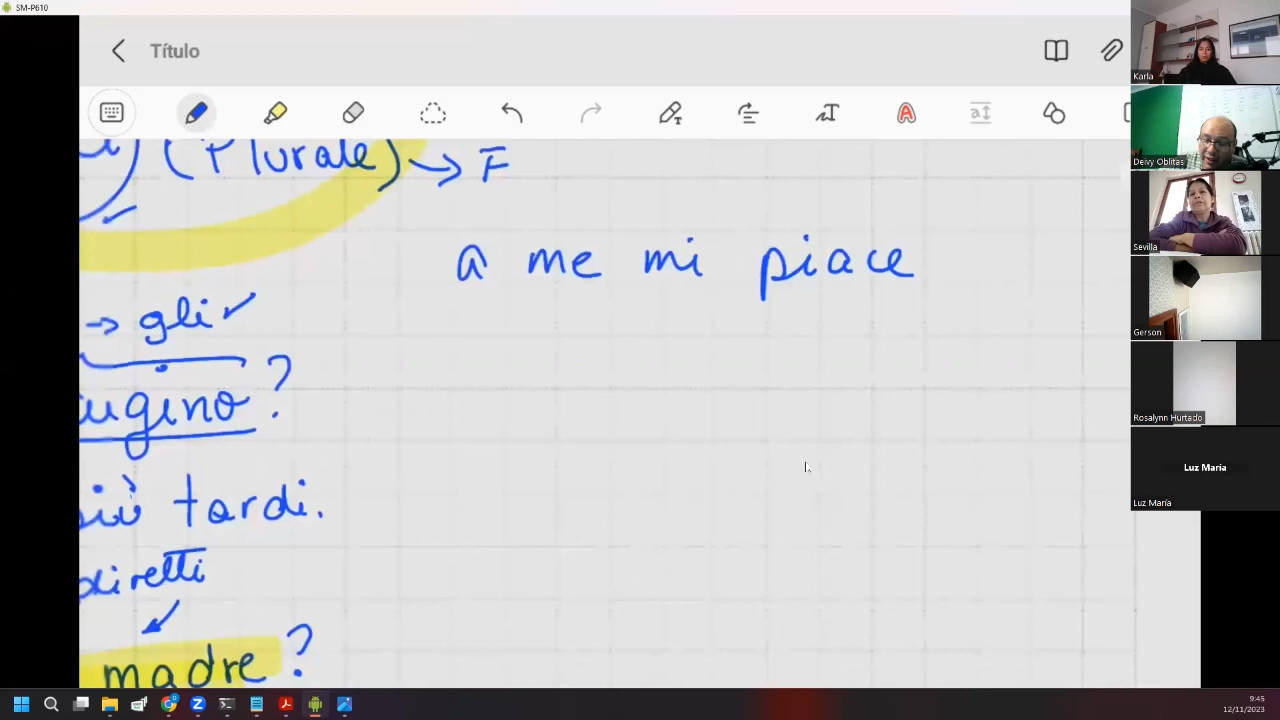 SM-P610
Título
(Plurale) → F
a me mi piace
→ gli ✓
ugino?
più tardi.
diretti
madre?
Karla
Deivy Oblitas
Sevilla
Gerson
Rosalynn Hurtado
Luz María
Luz María
9:45
12/11/2023